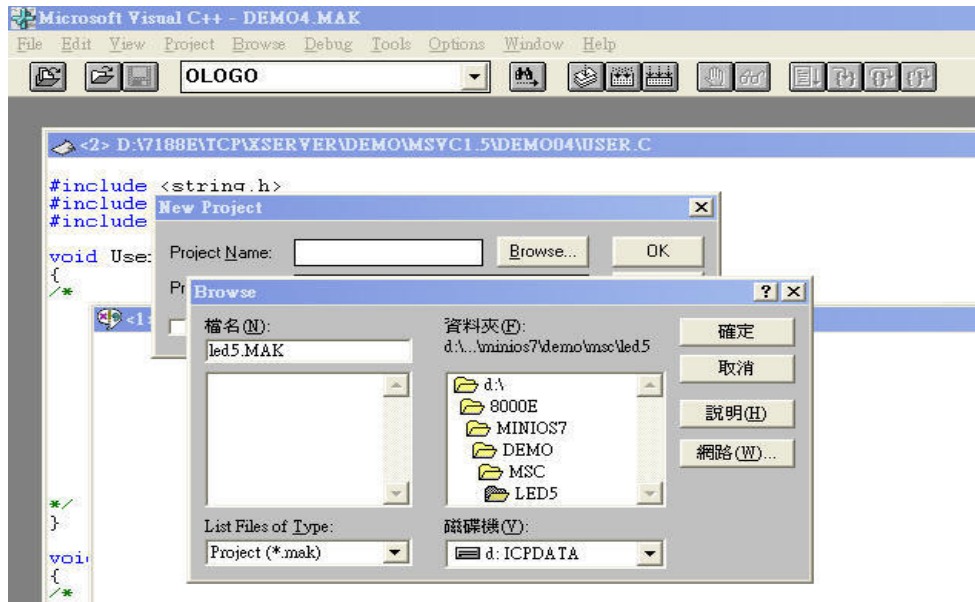 Microsoft Visual C++ - DEMO4.MAK
File Edit View Project Browse Debug Tools Options Window Help
OLOGO
<2> D:\7188E\TCP\XSERVER\DEMO\MSVC1.5\DEMO04\USER.C
#include <string.h>
#include
#include
New Project
void User
Project Name:
Browse...
OK
{
/*
Browse
<1>
檔名(N):
led5.MAK
資料夾(F):
d:\...\minios7\demo\msc\led5
d:\
8000E
MINIOS7
DEMO
MSC
LED5
確定
取消
說明(H)
網路(W)...
List Files of Type:
Project (*.mak)
磁碟機(V):
d: ICPDATA
*/
}
void
{
/*